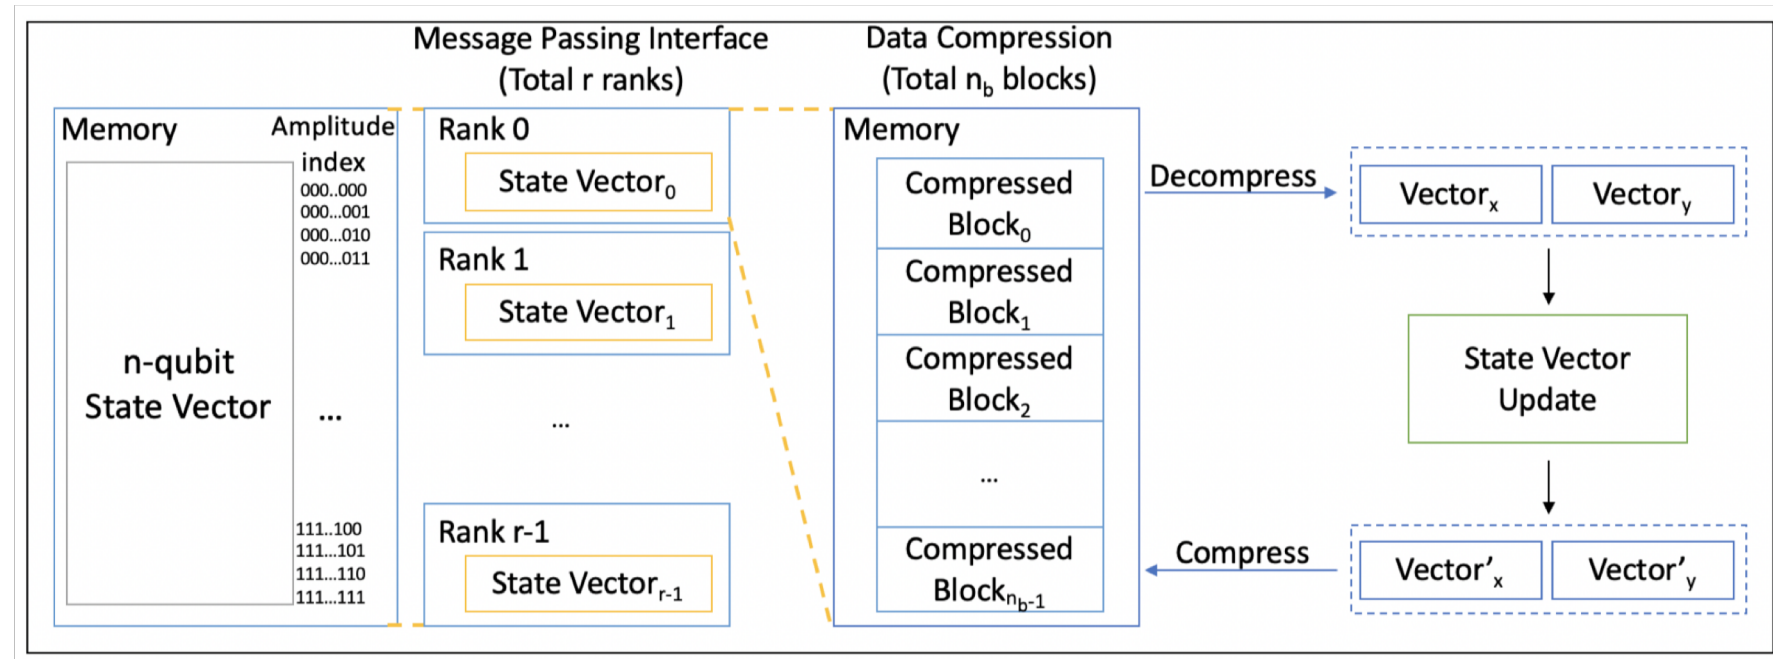 Message Passing Interface
(Total r ranks)
Data Compression
(Total n_b blocks)
Memory
Amplitude
index
000..000
000...001
000...010
000...011
n-qubit
State Vector
...
111..100
111...101
111...110
111...111
Rank 0
State Vector_0
Rank 1
State Vector_1
...
Rank r-1
State Vector_r-1
Memory
Compressed
Block_0
Compressed
Block_1
Compressed
Block_2
...
Compressed
Block_n_b-1
Decompress
Vector_x
Vector_y
State Vector
Update
Compress
Vector'_x
Vector'_y